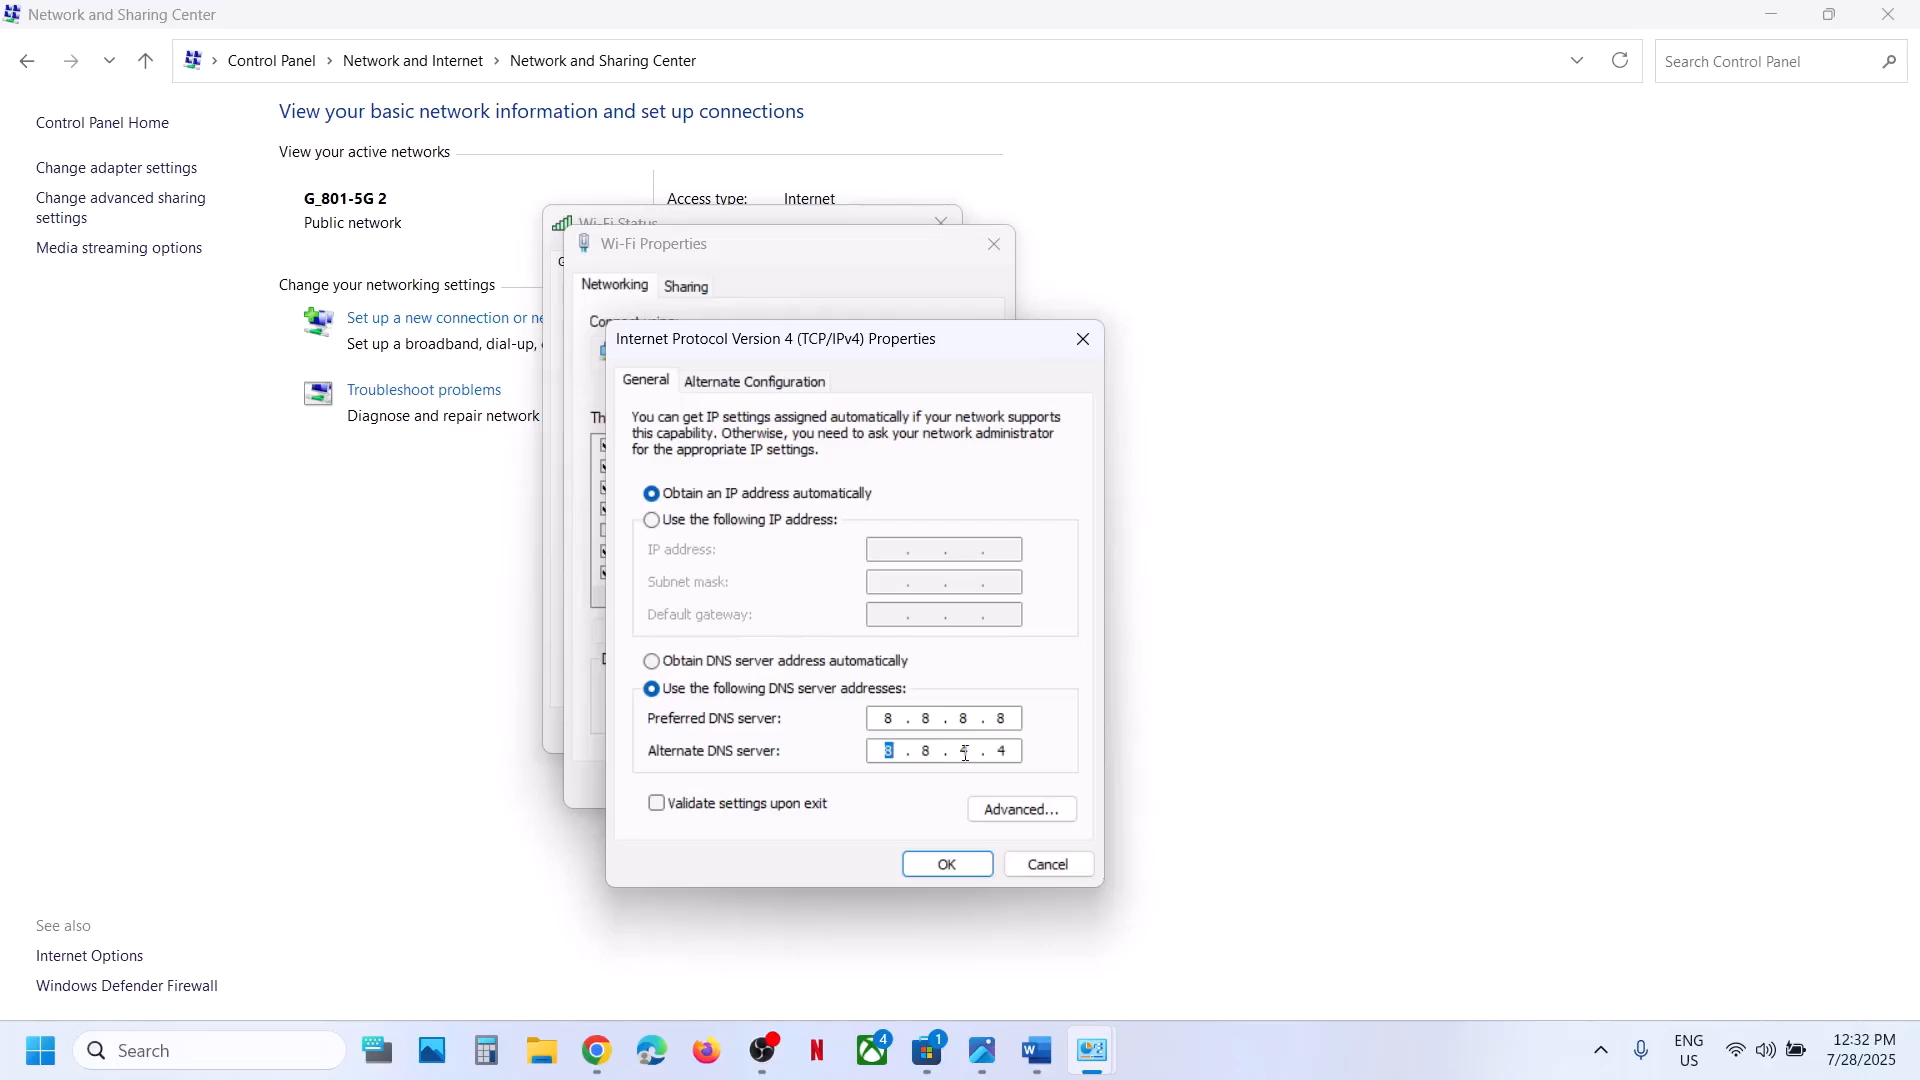 Network and Sharing Center
Control Panel > Network and Internet > Network and Sharing Center
Search Control Panel
Control Panel Home
Change adapter settings
Change advanced sharing
settings
Media streaming options
View your basic network information and set up connections
View your active networks
G_801-5G 2
Public network
Access type: Internet
Change your networking settings
Set up a new connection or
Set up a broadband, dial-up,
Troubleshoot problems
Diagnose and repair network
Wi-Fi Status
Wi-Fi Properties
Networking
Sharing
Internet Protocol Version 4 (TCP/IPv4) Properties
General
Alternate Configuration
You can get IP settings assigned automatically if your network supports
this capability. Otherwise, you need to ask your network administrator
for the appropriate IP settings.
Obtain an IP address automatically
Use the following IP address:
IP address: . . .
Subnet mask: . . .
Default gateway: . . .
Obtain DNS server address automatically
Use the following DNS server addresses:
Preferred DNS server: 8 . 8 . 8 . 8
Alternate DNS server: 8 . 8 . 4 . 4
Validate settings upon exit
Advanced...
OK
Cancel
See also
Internet Options
Windows Defender Firewall
Search
4
1
ENG
US
12:32 PM
7/28/2025